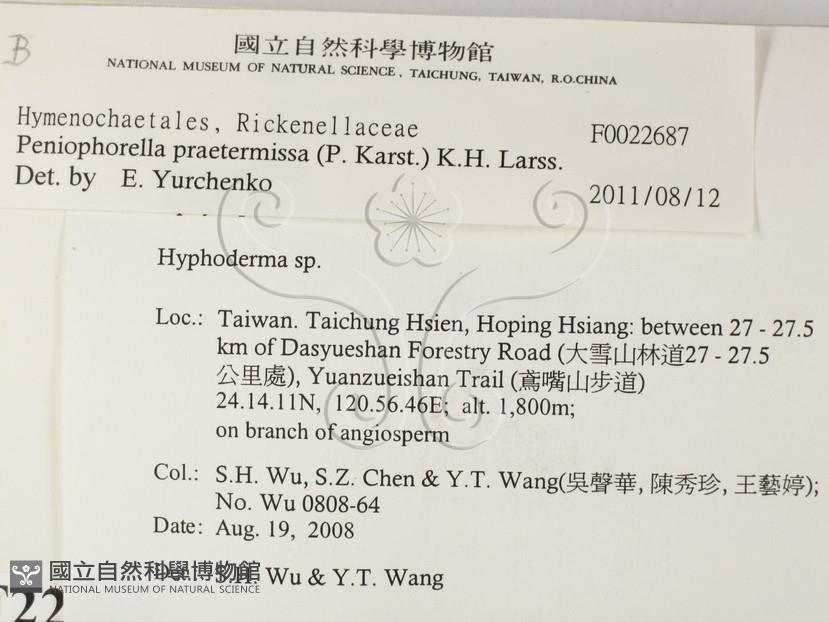 B
國立自然科學博物館
NATIONAL MUSEUM OF NATURAL SCIENCE, TAICHUNG, TAIWAN, R.O.CHINA
Hymenochaetales, Rickenellaceae
F0022687
Peniophorella praetermissa (P. Karst.) K.H. Larss.
Det. by E. Yurchenko
2011/08/12
Hyphoderma sp.
Loc.: Taiwan. Taichung Hsien, Hoping Hsiang: between 27 - 27.5
km of Dasyueshan Forestry Road (大雪山林道27 - 27.5
公里處), Yuanzueishan Trail (鳶嘴山步道)
24.14.11N, 120.56.46E; alt. 1,800m;
on branch of angiosperm
Col.: S.H. Wu, S.Z. Chen & Y.T. Wang(吳聲華, 陳秀珍, 王藝婷);
No. Wu 0808-64
Date: Aug. 19, 2008
S.H. Wu & Y.T. Wang
國立自然科學博物館
NATIONAL MUSEUM OF NATURAL SCIENCE
22